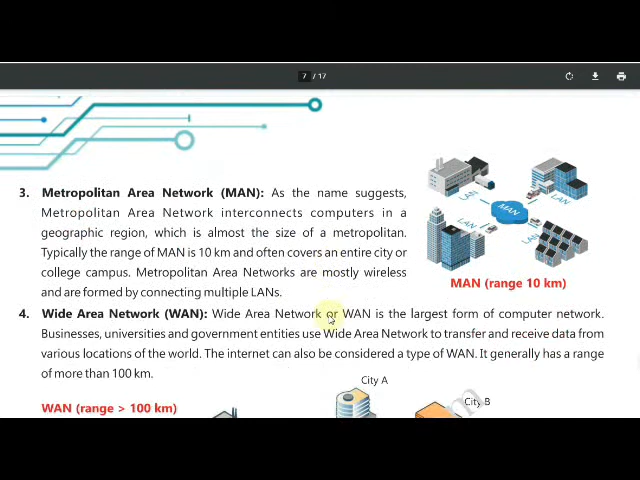 7 / 17
3. Metropolitan Area Network (MAN): As the name suggests,
Metropolitan Area Network interconnects computers in a
geographic region, which is almost the size of a metropolitan.
Typically the range of MAN is 10 km and often covers an entire city or
college campus. Metropolitan Area Networks are mostly wireless
and are formed by connecting multiple LANs.
LAN
LAN
MAN
LAN
LAN
MAN (range 10 km)
4. Wide Area Network (WAN): Wide Area Network or WAN is the largest form of computer network.
Businesses, universities and government entities use Wide Area Network to transfer and receive data from
various locations of the world. The internet can also be considered a type of WAN. It generally has a range
of more than 100 km.
WAN (range > 100 km)
City A
City B